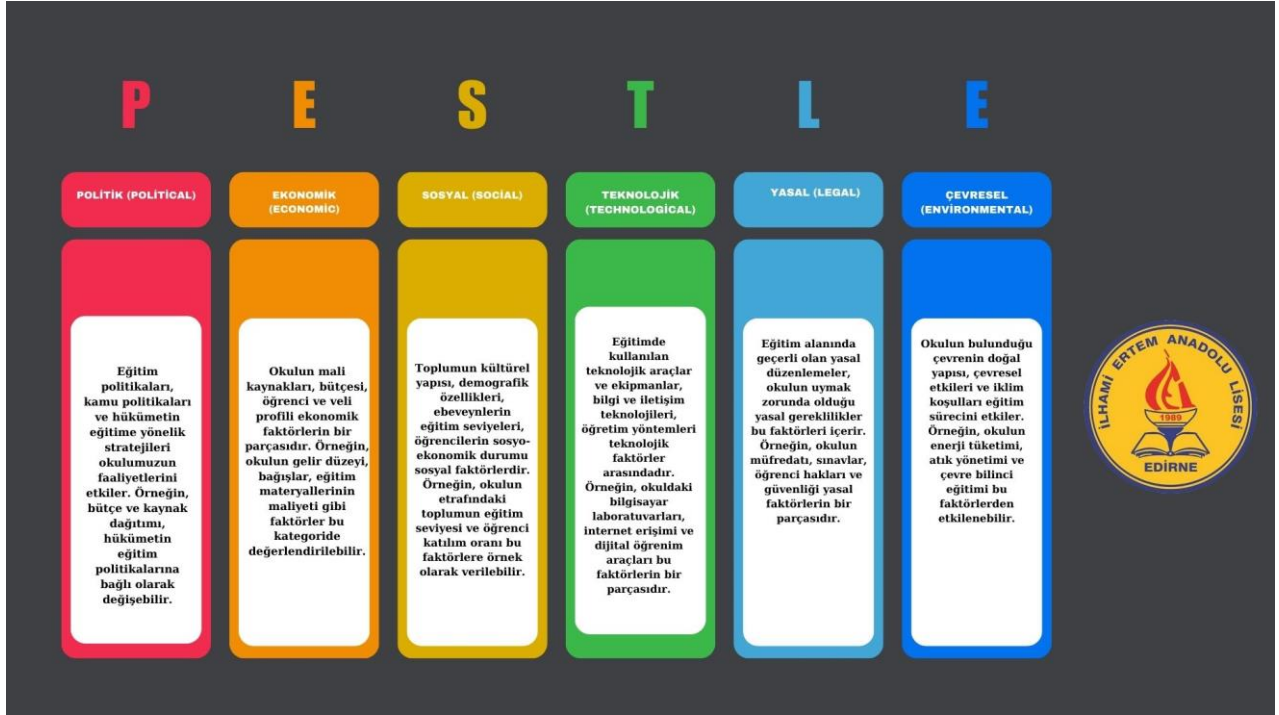 P
E
S
T
L
E
POLİTİK (POLİTİCAL)
EKONOMİK
(ECONOMİC)
SOSYAL (SOCİAL)
TEKNOLOJİK
(TECHNOLOGİCAL)
YASAL (LEGAL)
ÇEVRESEL
(ENVİRONMENTAL)
Eğitim
politikaları,
kamu politikaları
ve hükümetin
eğitime yönelik
stratejileri
okulumuzun
faaliyetlerini
etkiler. Örneğin,
bütçe ve kaynak
dağıtımı,
hükümetin
eğitim
politikalarına
bağlı olarak
değişebilir.
Okulun mali
kaynakları, bütçesi,
öğrenci ve veli
profili ekonomik
faktörlerin bir
parçasıdır. Örneğin,
okulun gelir düzeyi,
bağışlar, eğitim
materyallerinin
maliyeti gibi
faktörler bu
kategoride
değerlendirilebilir.
Toplumun kültürel
yapısı, demografik
özellikleri,
ebeveynlerin
eğitim seviyeleri,
öğrencilerin sosyo-
ekonomik durumu
sosyal faktörlerdir.
Örneğin, okulun
etrafındaki
toplumun eğitim
seviyesi ve öğrenci
katılım oranı bu
faktörlere örnek
olarak verilebilir.
Eğitimde
kullanılan
teknolojik araçlar
ve ekipmanlar,
bilgi ve iletişim
teknolojileri,
öğretim yöntemleri
teknolojik
faktörler
arasındadır.
Örneğin, okuldaki
bilgisayar
laboratuvarları,
internet erişimi ve
dijital öğrenim
araçları bu
faktörlerin bir
parçasıdır.
Eğitim alanında
geçerli olan yasal
düzenlemeler,
okulun uymak
zorunda olduğu
yasal gereklilikler
bu faktörleri içerir.
Örneğin, okulun
müfredatı, sınavlar,
öğrenci hakları ve
güvenliği yasal
faktörlerin bir
parçasıdır.
Okulun bulunduğu
çevrenin doğal
yapısı, çevresel
etkileri ve iklim
koşulları eğitim
sürecini etkiler.
Örneğin, okulun
enerji tüketimi,
atık yönetimi ve
çevre bilinci
eğitimi bu
faktörlerden
etkilenebilir.
İLHAMİ ERTEM ANADOLU LİSESİ
1989
EDİRNE